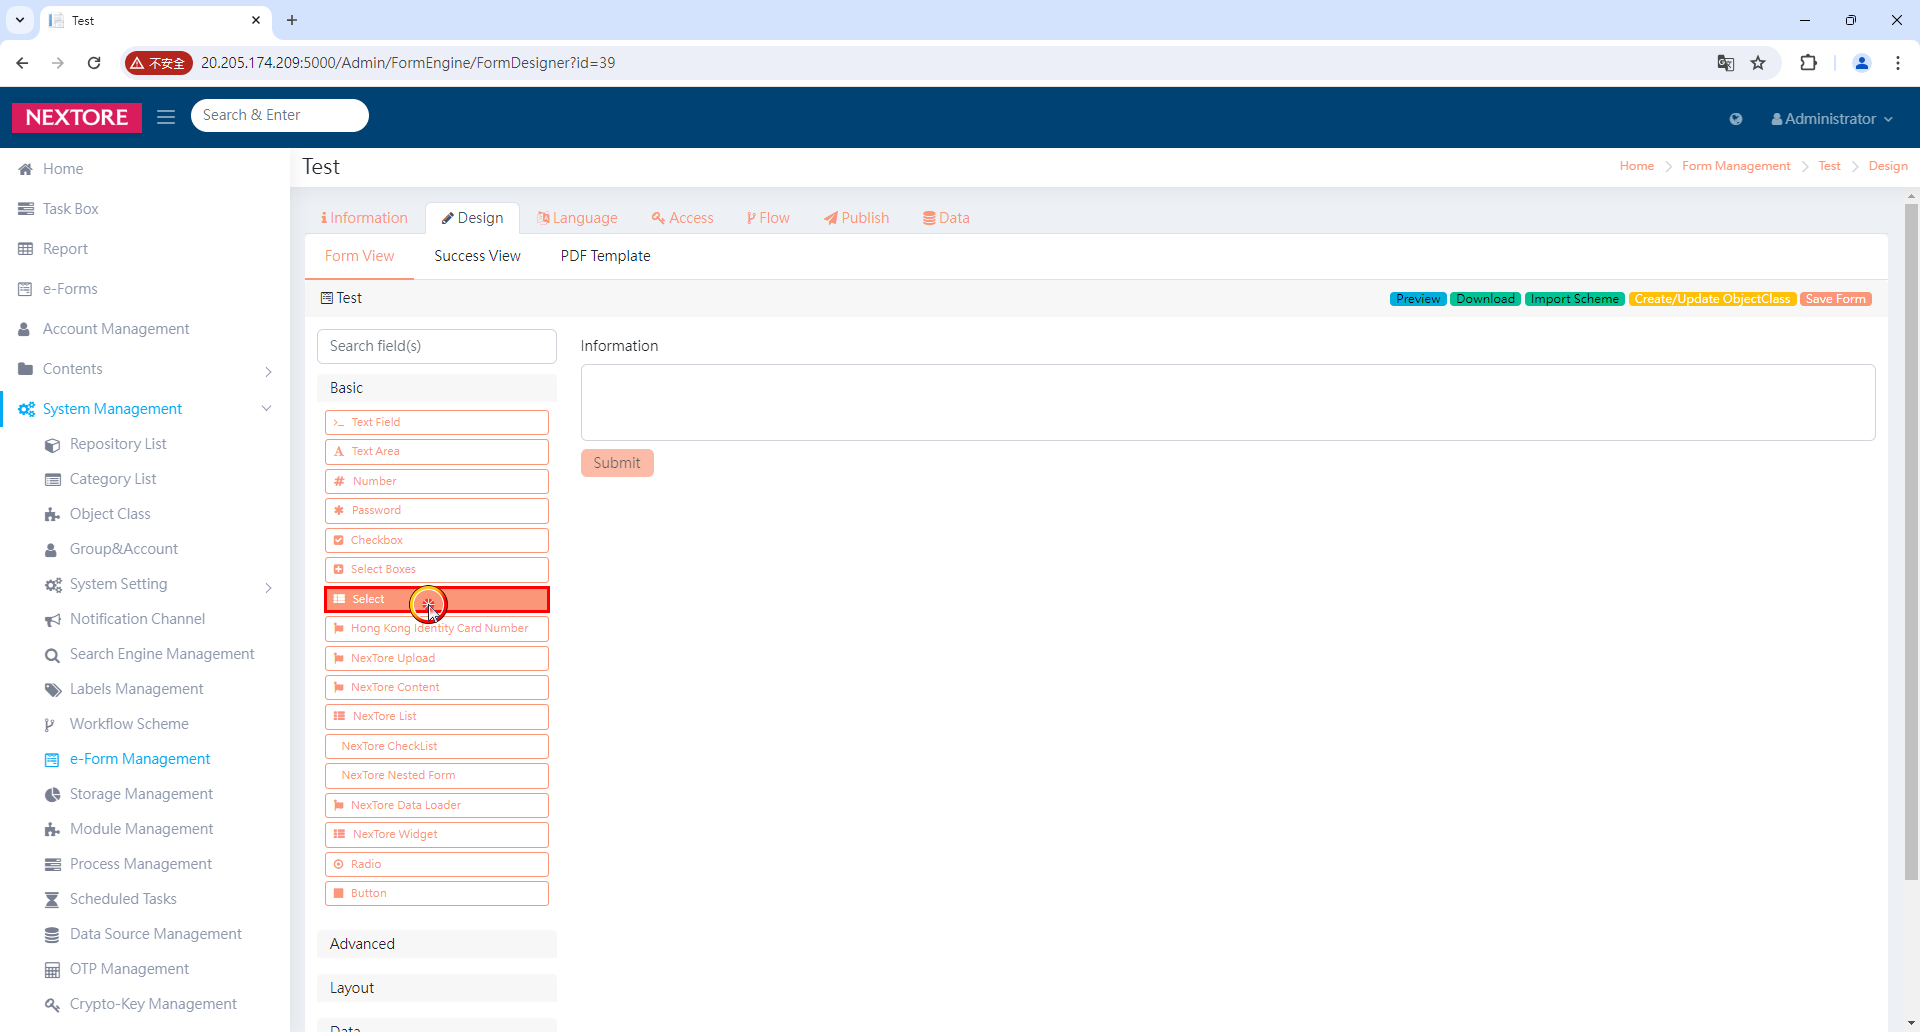 Test
不安全
20.205.174.209:5000/Admin/FormEngine/FormDesigner?id=39
NEXTORE
Search & Enter
Administrator
Home
Task Box
Report
e-Forms
Account Management
Contents
System Management
Repository List
Category List
Object Class
Group&Account
System Setting
Notification Channel
Search Engine Management
Labels Management
Workflow Scheme
e-Form Management
Storage Management
Module Management
Process Management
Scheduled Tasks
Data Source Management
OTP Management
Crypto-Key Management
Test
Home Form Management Test Design
Information Design Language Access Flow Publish Data
Form View Success View PDF Template
Test
Preview Download Import Scheme Create/Update ObjectClass Save Form
Search field(s)
Basic
Text Field
Text Area
Number
Password
Checkbox
Select Boxes
Select
Hong Kong Identity Card Number
NexTore Upload
NexTore Content
NexTore List
NexTore CheckList
NexTore Nested Form
NexTore Data Loader
NexTore Widget
Radio
Button
Advanced
Layout
Data
Information
Submit